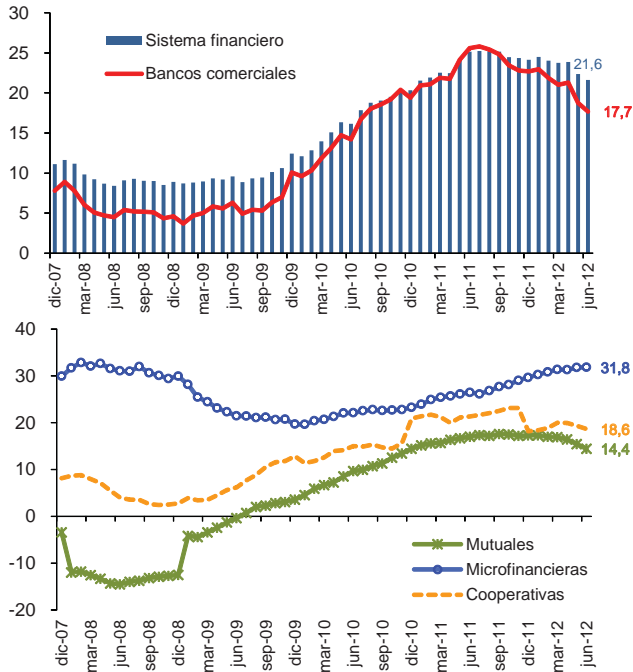 30
25
20
15
10
5
0
Sistema financiero
Bancos comerciales
21,6
17,7
dic-07
mar-08
jun-08
sep-08
dic-08
mar-09
jun-09
sep-09
dic-09
mar-10
jun-10
sep-10
dic-10
mar-11
jun-11
sep-11
dic-11
mar-12
jun-12
40
30
20
10
0
-10
-20
31,8
18,6
14,4
Mutuales
Microfinancieras
Cooperativas
dic-07
mar-08
jun-08
sep-08
dic-08
mar-09
jun-09
sep-09
dic-09
mar-10
jun-10
sep-10
dic-10
mar-11
jun-11
sep-11
dic-11
mar-12
jun-12